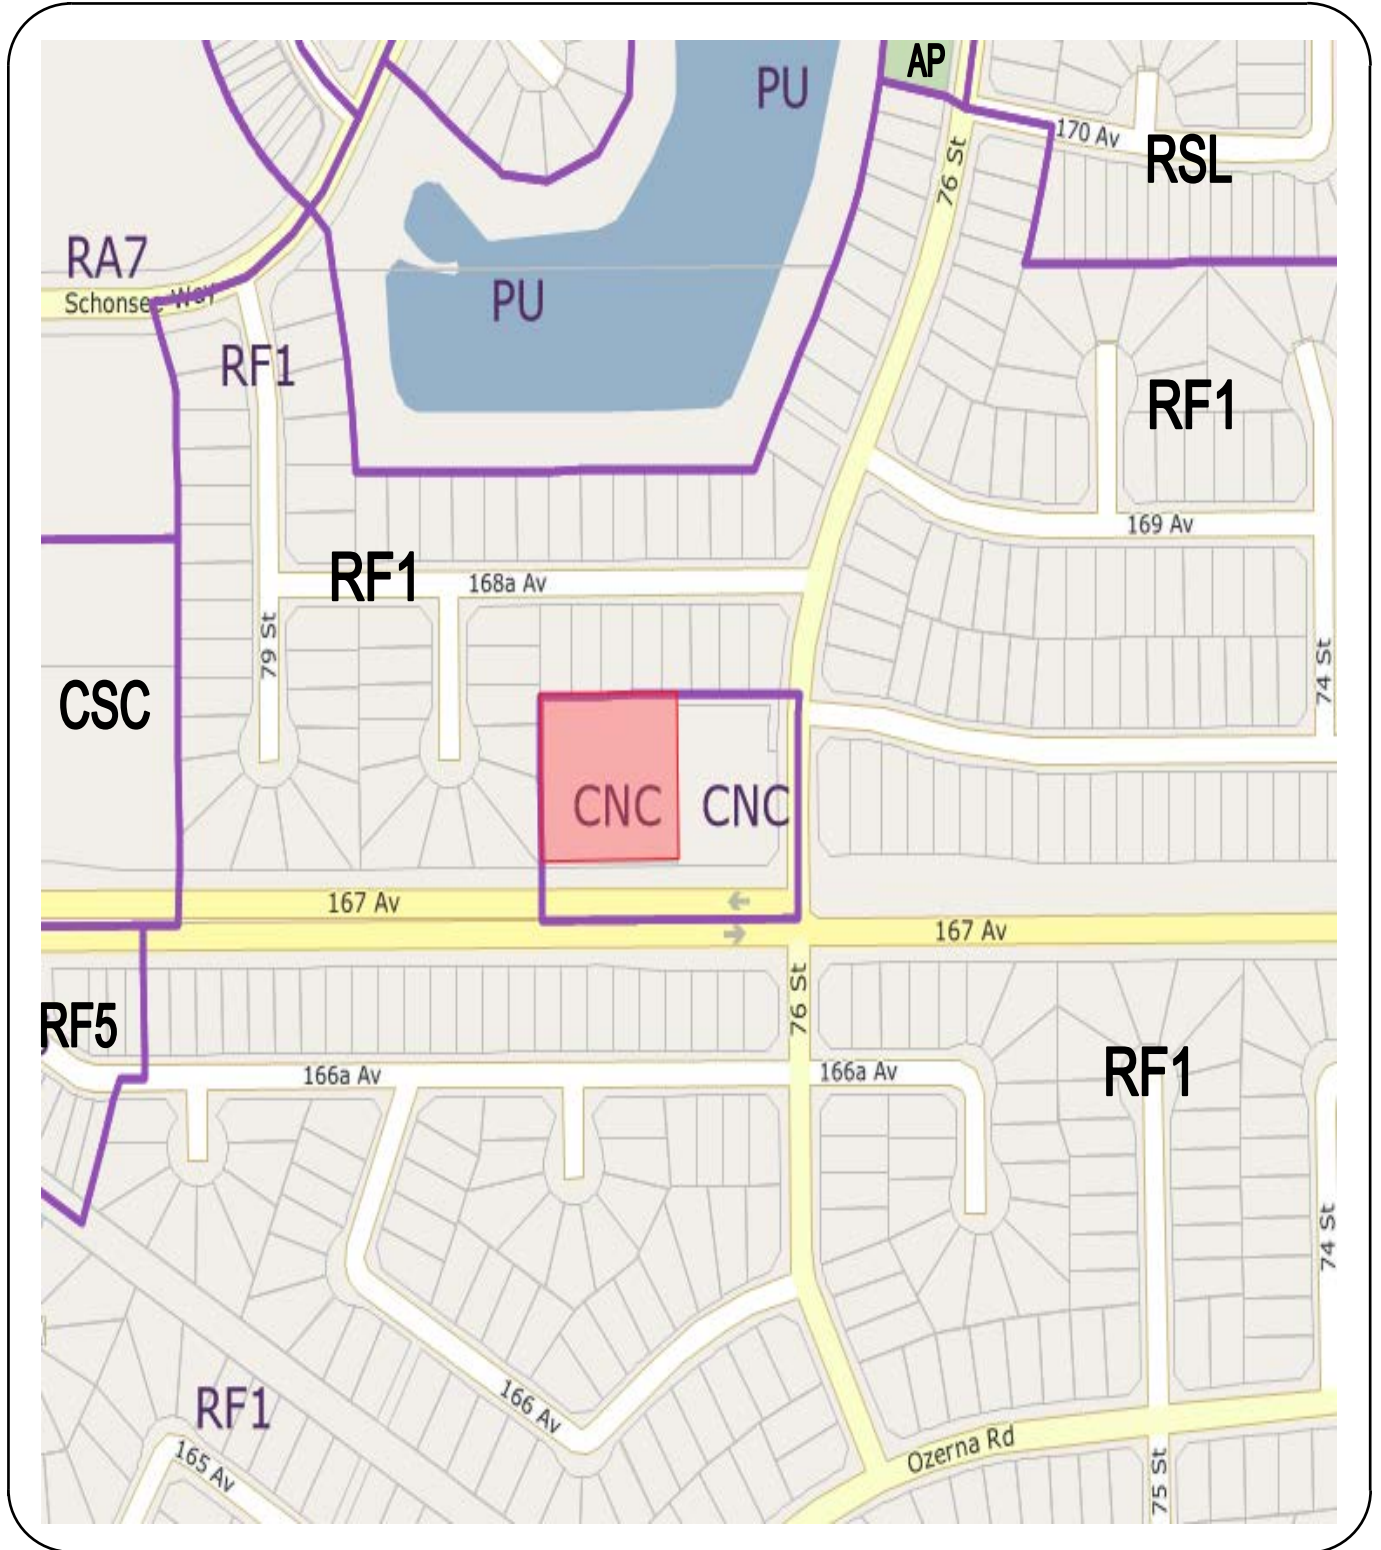 AP
PU
170 Av
RSL
76 St
RA7
Schonsee Way
PU
RF1
RF1
169 Av
RF1
168a Av
79 St
74 St
CSC
CNC
CNC
167 Av
167 Av
76 St
RF5
166a Av
166a Av
RF1
74 St
166 Av
RF1
Ozerna Rd
165 Av
75 St